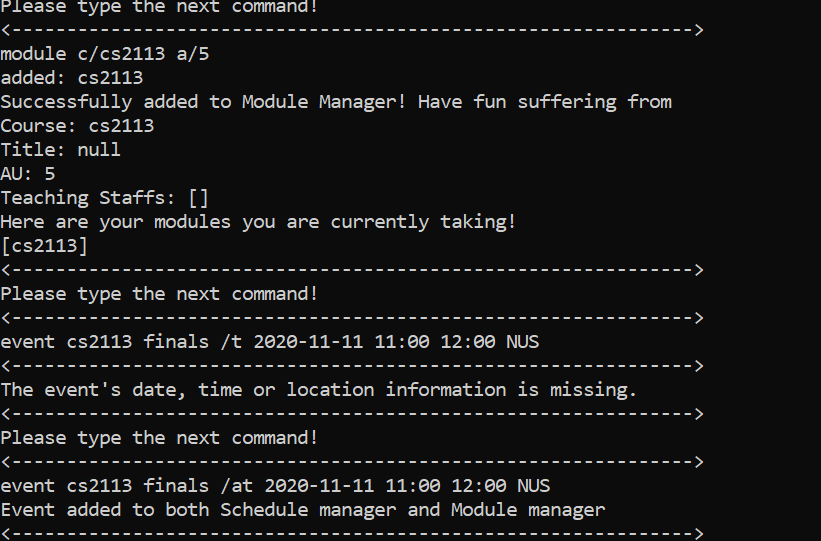 Please type the next command!
<--------------------------------------------------------------->
module c/cs2113 a/5
added: cs2113
Successfully added to Module Manager! Have fun suffering from
Course: cs2113
Title: null
AU: 5
Teaching Staffs: []
Here are your modules you are currently taking!
[cs2113]
<--------------------------------------------------------------->
Please type the next command!
<--------------------------------------------------------------->
event cs2113 finals /t 2020-11-11 11:00 12:00 NUS
<--------------------------------------------------------------->
The event's date, time or location information is missing.
<--------------------------------------------------------------->
Please type the next command!
<--------------------------------------------------------------->
event cs2113 finals /at 2020-11-11 11:00 12:00 NUS
Event added to both Schedule manager and Module manager
<--------------------------------------------------------------->